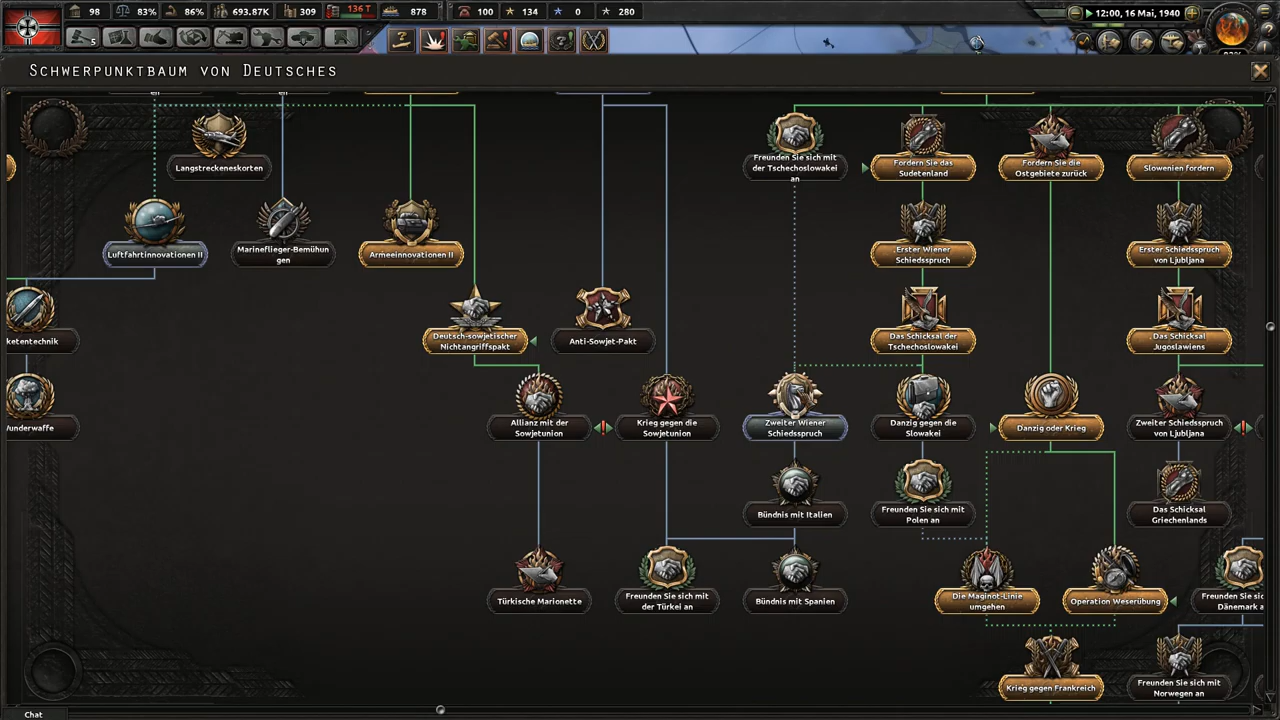 98
83%
86%
693.87K
309
136 T
878
100
134
0
280
12:00, 16 Mai, 1940
5
Schwerpunktbaum von Deutsches
Langstreckeneskorten
Freunden Sie sich mit
der Tschechoslowakei
an
Fordern Sie das
Sudetenland
Fordern Sie die
Ostgebiete zurück
Slowenien fordern
Luftfahrtinnovationen II
Marineflieger-Bemühun
gen
Armeeinnovationen II
Erster Wiener
Schiedsspruch
Erster Schiedsspruch
von Ljubljana
ketentechnik
Deutsch-sowjetischer
Nichtangriffspakt
Anti-Sowjet-Pakt
Das Schicksal der
Tschechoslowakei
Das Schicksal
Jugoslawiens
Wunderwaffe
Allianz mit der
Sowjetunion
Krieg gegen die
Sowjetunion
Zweiter Wiener
Schiedsspruch
Danzig gegen die
Slowakei
Danzig oder Krieg
Zweiter Schiedsspruch
von Ljubljana
Bündnis mit Italien
Freunden Sie sich mit
Polen an
Das Schicksal
Griechenlands
Türkische Marionette
Freunden Sie sich mit
der Türkei an
Bündnis mit Spanien
Die Maginot-Linie
umgehen
Operation Weserübung
Freunden Sie sic
Dänemark a
Krieg gegen Frankreich
Freunden Sie sich mit
Norwegen an
Chat